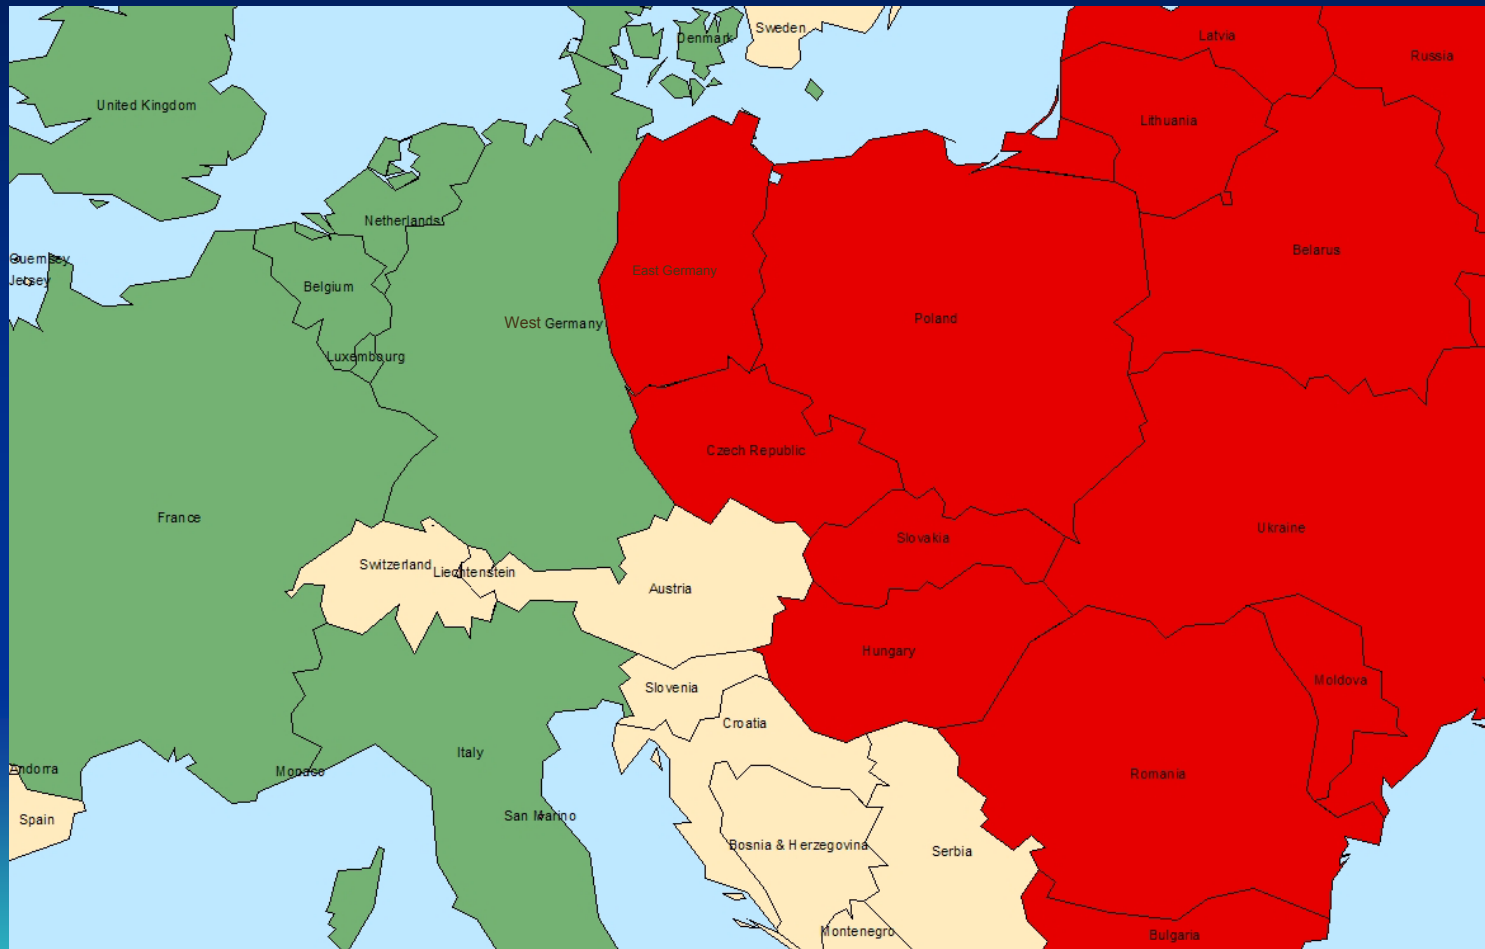 Sweden
Denmark
Latvia
Russia
United Kingdom
Lithuania
Netherlands
Guernsey
Jersey
Belgium
East Germany
Belarus
West Germany
Poland
Luxembourg
Czech Republic
France
Ukraine
Slovakia
Switzerland
Liechtenstein
Austria
Hungary
Slovenia
Moldova
Croatia
Italy
Andorra
Monaco
Romania
Spain
San Marino
Bosnia & Herzegovina
Serbia
Montenegro
Bulgaria